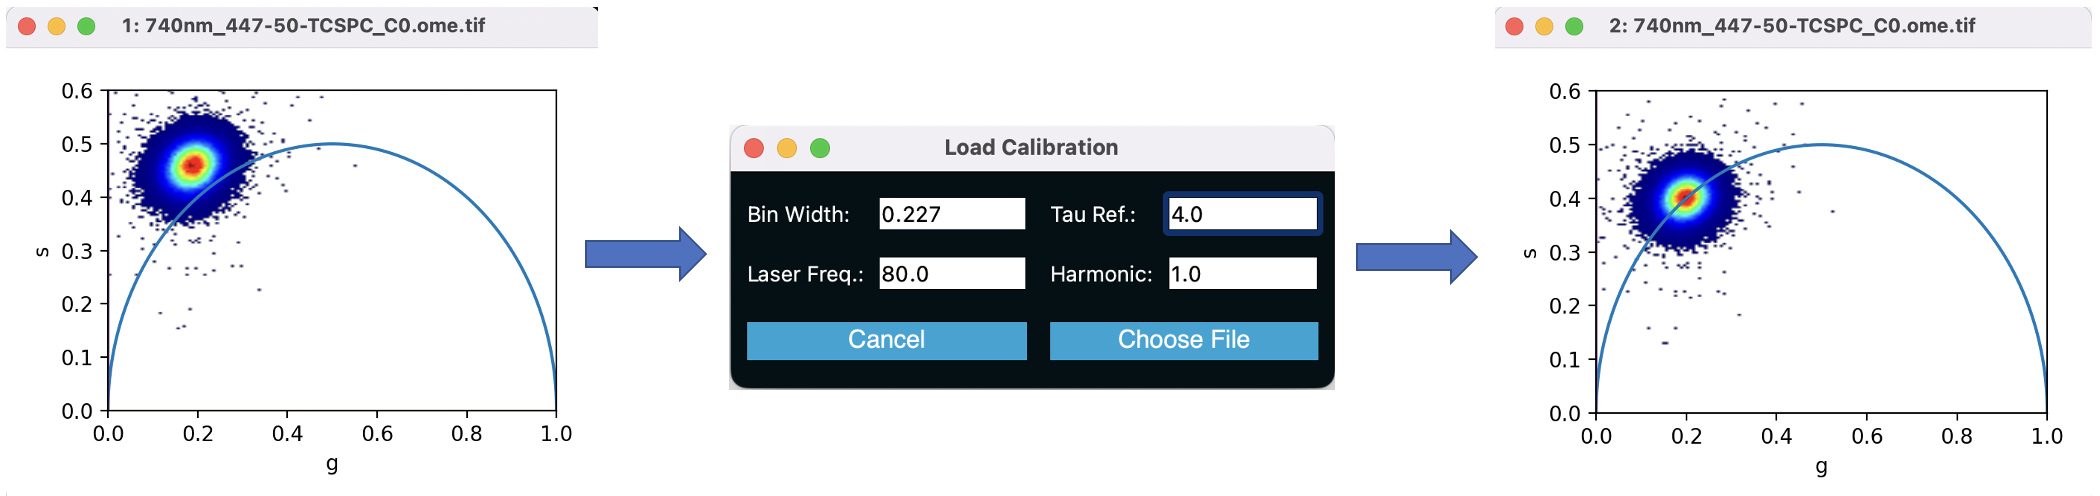 1: 740nm_447-50-TCSPC_C0.ome.tif
0.6
0.5
0.4
0.3
0.2
0.1
0.0
s
0.0 0.2 0.4 0.6 0.8 1.0
g
Load Calibration
Bin Width: 0.227 Tau Ref.: 4.0
Laser Freq.: 80.0 Harmonic: 1.0
Cancel Choose File
2: 740nm_447-50-TCSPC_C0.ome.tif
0.6
0.5
0.4
0.3
0.2
0.1
0.0
s
0.0 0.2 0.4 0.6 0.8 1.0
g